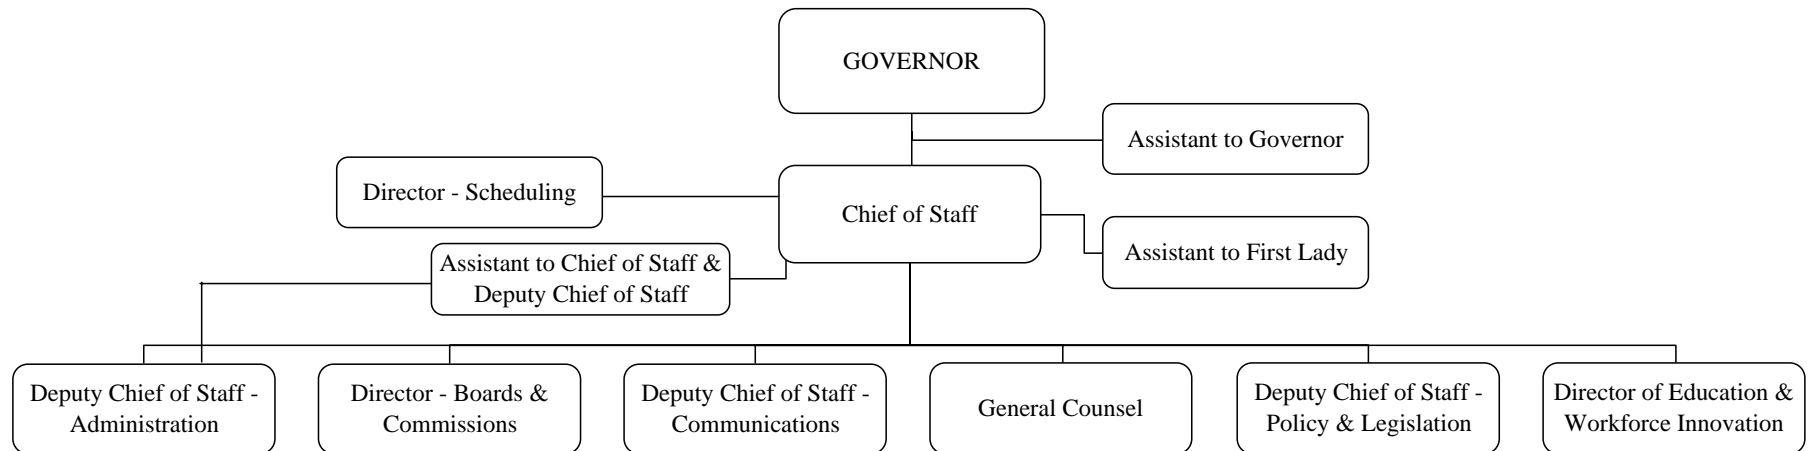 GOVERNOR
Assistant to Governor
Director - Scheduling
Chief of Staff
Assistant to First Lady
Assistant to Chief of Staff &
Deputy Chief of Staff
Deputy Chief of Staff -
Administration
Director - Boards &
Commissions
Deputy Chief of Staff -
Communications
General Counsel
Deputy Chief of Staff -
Policy & Legislation
Director of Education &
Workforce Innovation